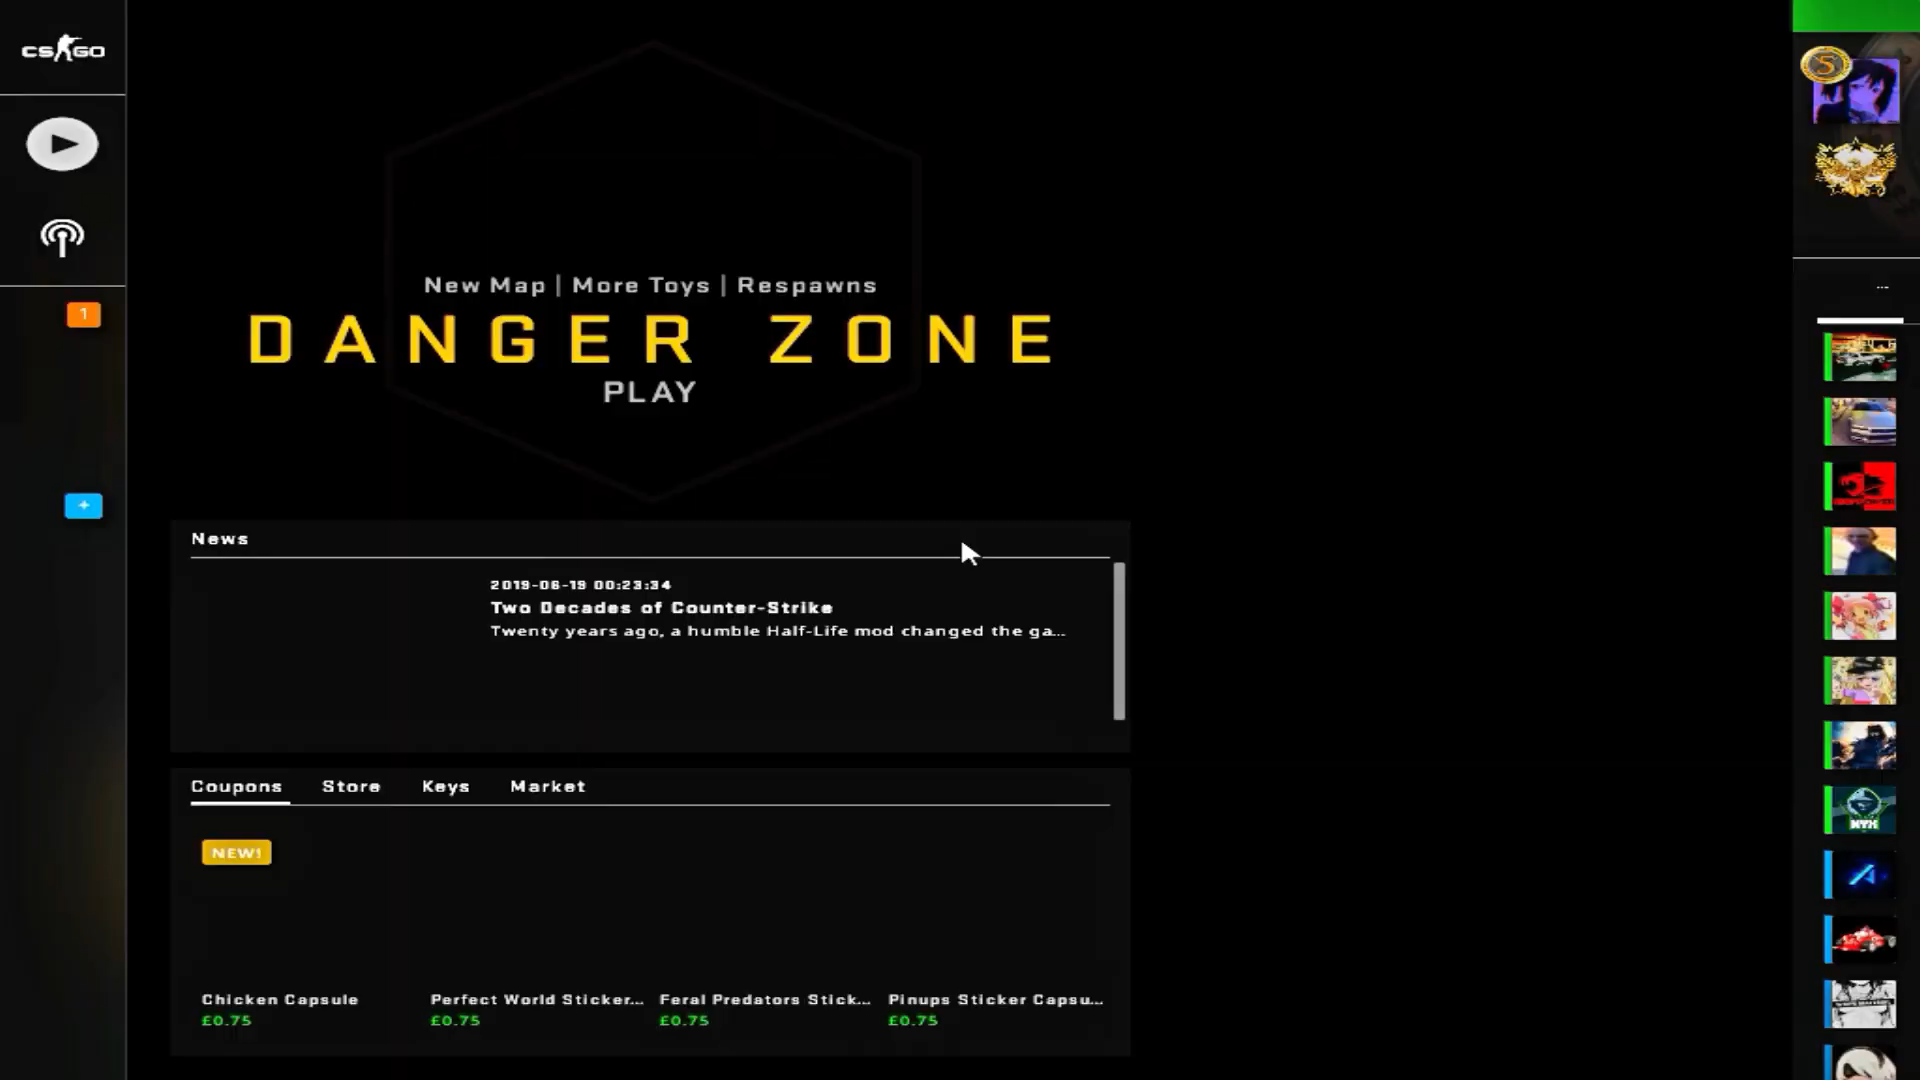 CS GO
New Map | More Toys | Respawns
DANGER ZONE
PLAY
1
+
News
2019-06-19 00:23:34
Two Decades of Counter-Strike
Twenty years ago, a humble Half-Life mod changed the ga...
Coupons Store Keys Market
NEW!
Chicken Capsule Perfect World Sticker... Feral Predators Stick... Pinups Sticker Capsu...
£0.75 £0.75 £0.75 £0.75
5
...
NYX